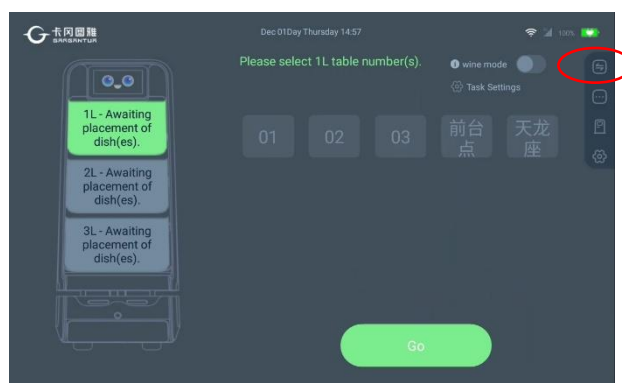 卡冈图雅
GARGANTUA
Dec 01Day Thursday 14:57
100%
Please select 1L table number(s).
wine mode
Task Settings
1L - Awaiting
placement of
dish(es).
01
02
03
前台
点
天龙
座
2L - Awaiting
placement of
dish(es).
3L - Awaiting
placement of
dish(es).
Go